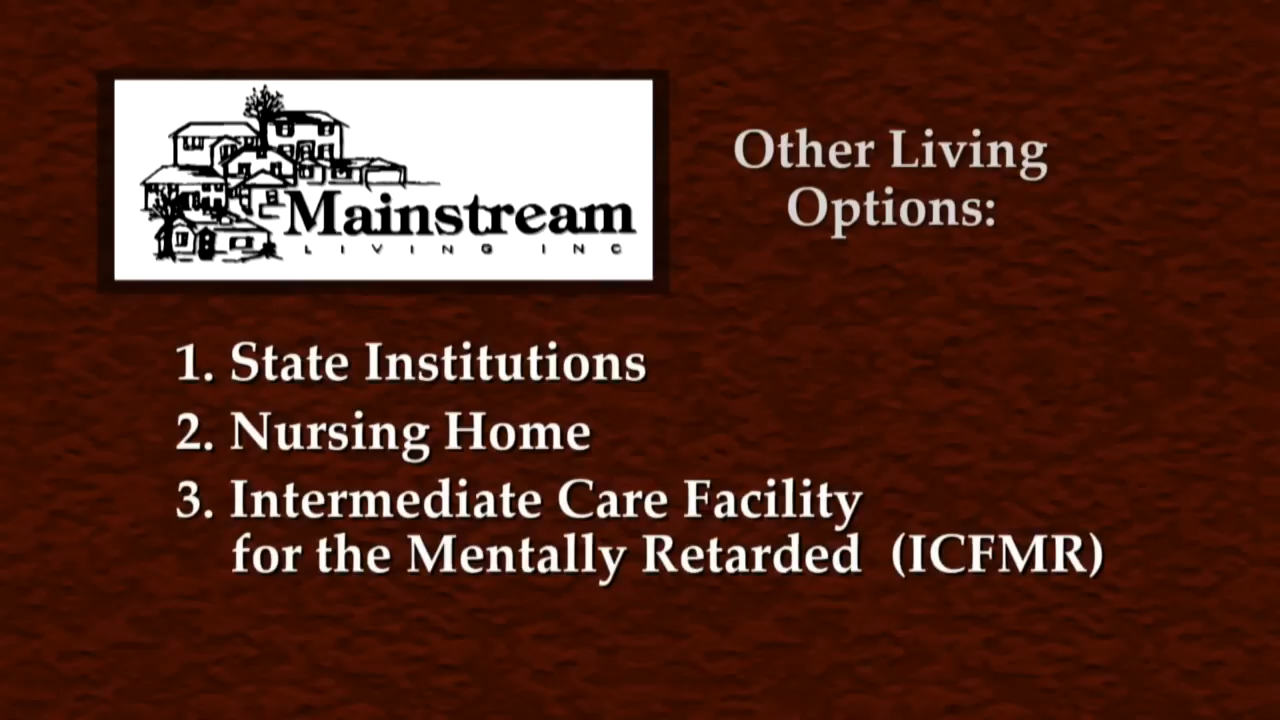 Mainstream
LIVING INC
Other Living
Options:
1. State Institutions
2. Nursing Home
3. Intermediate Care Facility
for the Mentally Retarded (ICFMR)